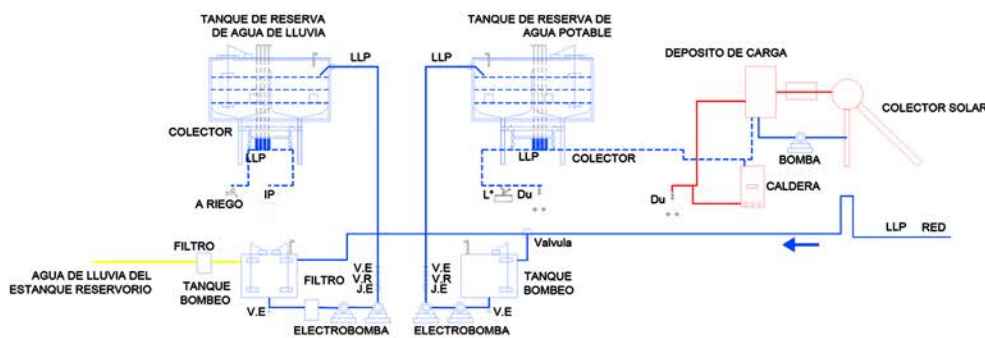 TANQUE DE RESERVA
DE AGUA DE LLUVIA
TANQUE DE RESERVA DE
AGUA POTABLE
DEPOSITO DE CARGA
LLP
LLP
COLECTOR SOLAR
COLECTOR
LLP
LLP
COLECTOR
BOMBA
A RIEGO
IP
L*
Du
Du
CALDERA
LLP
RED
Valvula
FILTRO
AGUA DE LLUVIA DEL
ESTANQUE RESERVORIO
TANQUE
BOMBEO
FILTRO
V.E
V.R
J.E
V.E
V.R
J.E
TANQUE
BOMBEO
V.E
V.E
ELECTROBOMBA
ELECTROBOMBA